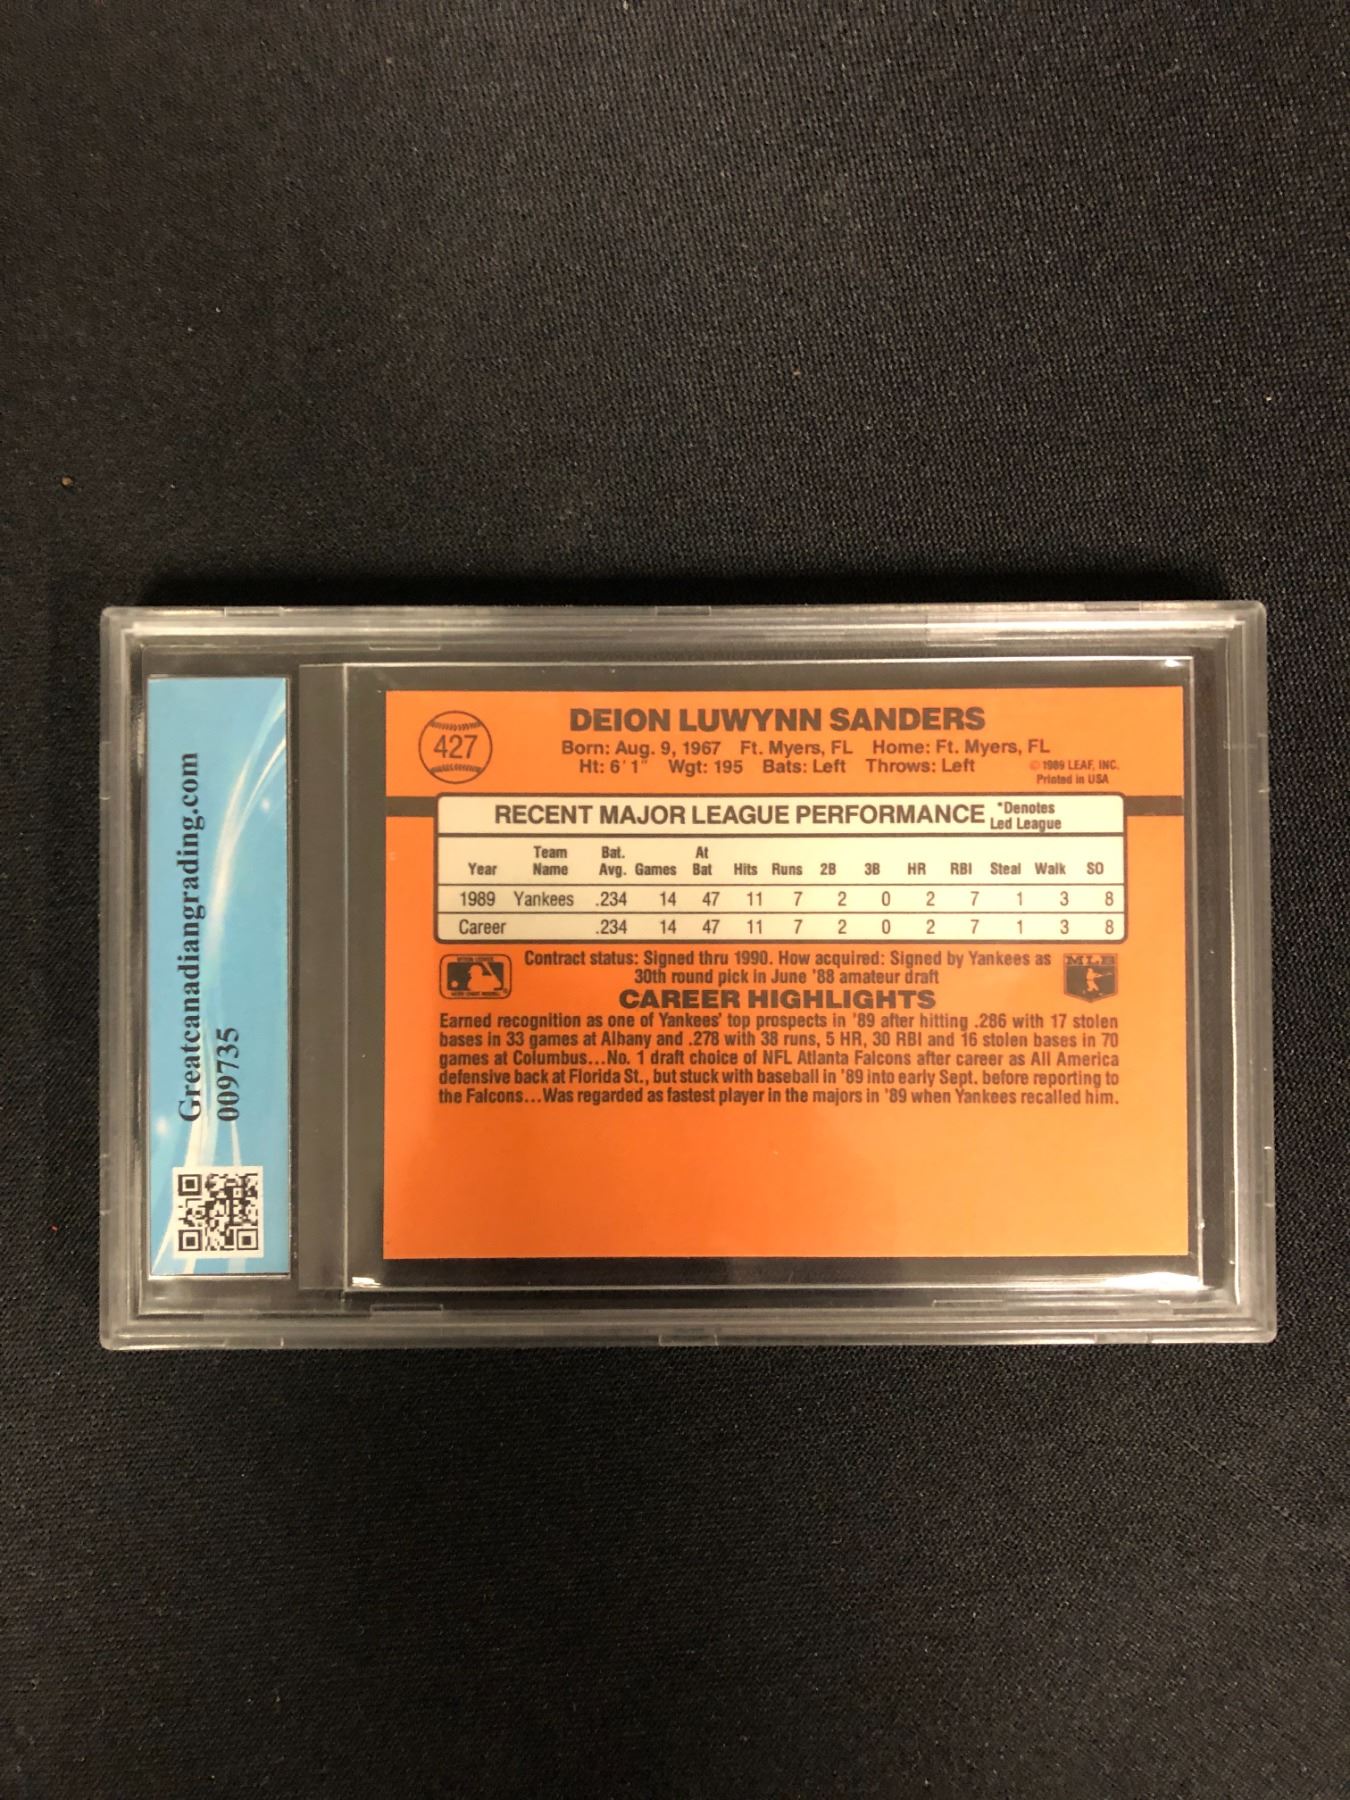 Greatcanadiangrading.com
009735
427
DEION LUWYNN SANDERS
Born: Aug. 9, 1967 Ft. Myers, FL Home: Ft. Myers, FL
Ht: 6' 1" Wgt: 195 Bats: Left Throws: Left
© 1989 LEAF, INC.
Printed in USA
RECENT MAJOR LEAGUE PERFORMANCE *Denotes
Led League
Year Team Name Bat. Avg. Games At Bat Hits Runs 2B 3B HR RBI Steal Walk SO
1989 Yankees .234 14 47 11 7 2 0 2 7 1 3 8
Career .234 14 47 11 7 2 0 2 7 1 3 8
Contract status: Signed thru 1990. How acquired: Signed by Yankees as
30th round pick in June '88 amateur draft
MLB
CAREER HIGHLIGHTS
Earned recognition as one of Yankees' top prospects in '89 after hitting .286 with 17 stolen
bases in 33 games at Albany and .278 with 38 runs, 5 HR, 30 RBI and 16 stolen bases in 70
games at Columbus...No. 1 draft choice of NFL Atlanta Falcons after career as All America
defensive back at Florida St., but stuck with baseball in '89 into early Sept. before reporting to
the Falcons...Was regarded as fastest player in the majors in '89 when Yankees recalled him.